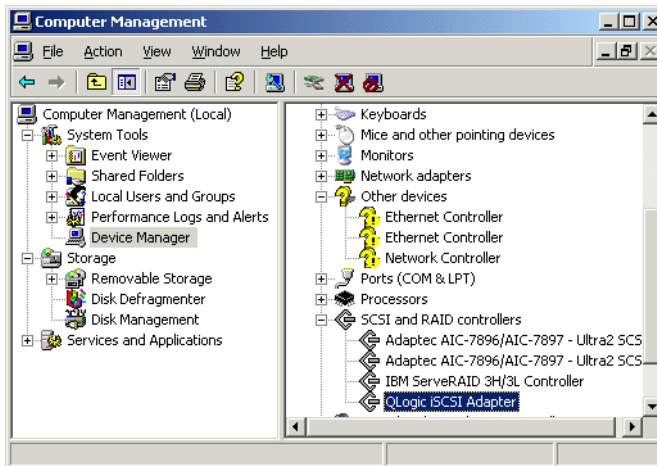 Computer Management
File Action View Window Help
Computer Management (Local)
System Tools
Event Viewer
Shared Folders
Local Users and Groups
Performance Logs and Alerts
Device Manager
Storage
Removable Storage
Disk Defragmenter
Disk Management
Services and Applications
Keyboards
Mice and other pointing devices
Monitors
Network adapters
Other devices
Ethernet Controller
Ethernet Controller
Network Controller
Ports (COM & LPT)
Processors
SCSI and RAID controllers
Adaptec AIC-7896/AIC-7897 - Ultra2 SCS
Adaptec AIC-7896/AIC-7897 - Ultra2 SCS
IBM ServeRAID 3H/3L Controller
QLogic iSCSI Adapter